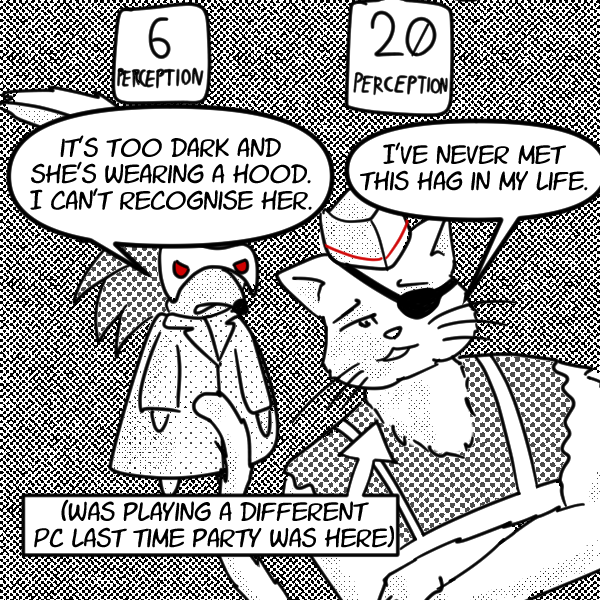 6
PERCEPTION
20
PERCEPTION
IT'S TOO DARK AND
SHE'S WEARING A HOOD.
I CAN'T RECOGNISE HER.
I'VE NEVER MET
THIS HAG IN MY LIFE.
(WAS PLAYING A DIFFERENT
PC LAST TIME PARTY WAS HERE)